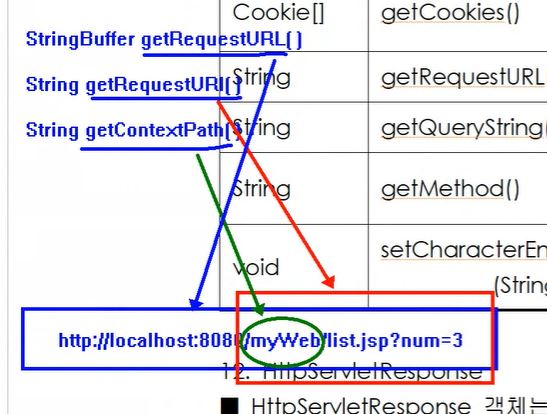 Cookie[] getCookies()
StringBuffer getRequestURL()
String getRequestURL
String getRequestURI()
String getContextPath()
String getQueryString(
String getMethod()
setCharacterEn
void (String
http://localhost:8080/myWeb/list.jsp?num=3
12. HttpServletResponse
■ HttpServletResponse 객체는